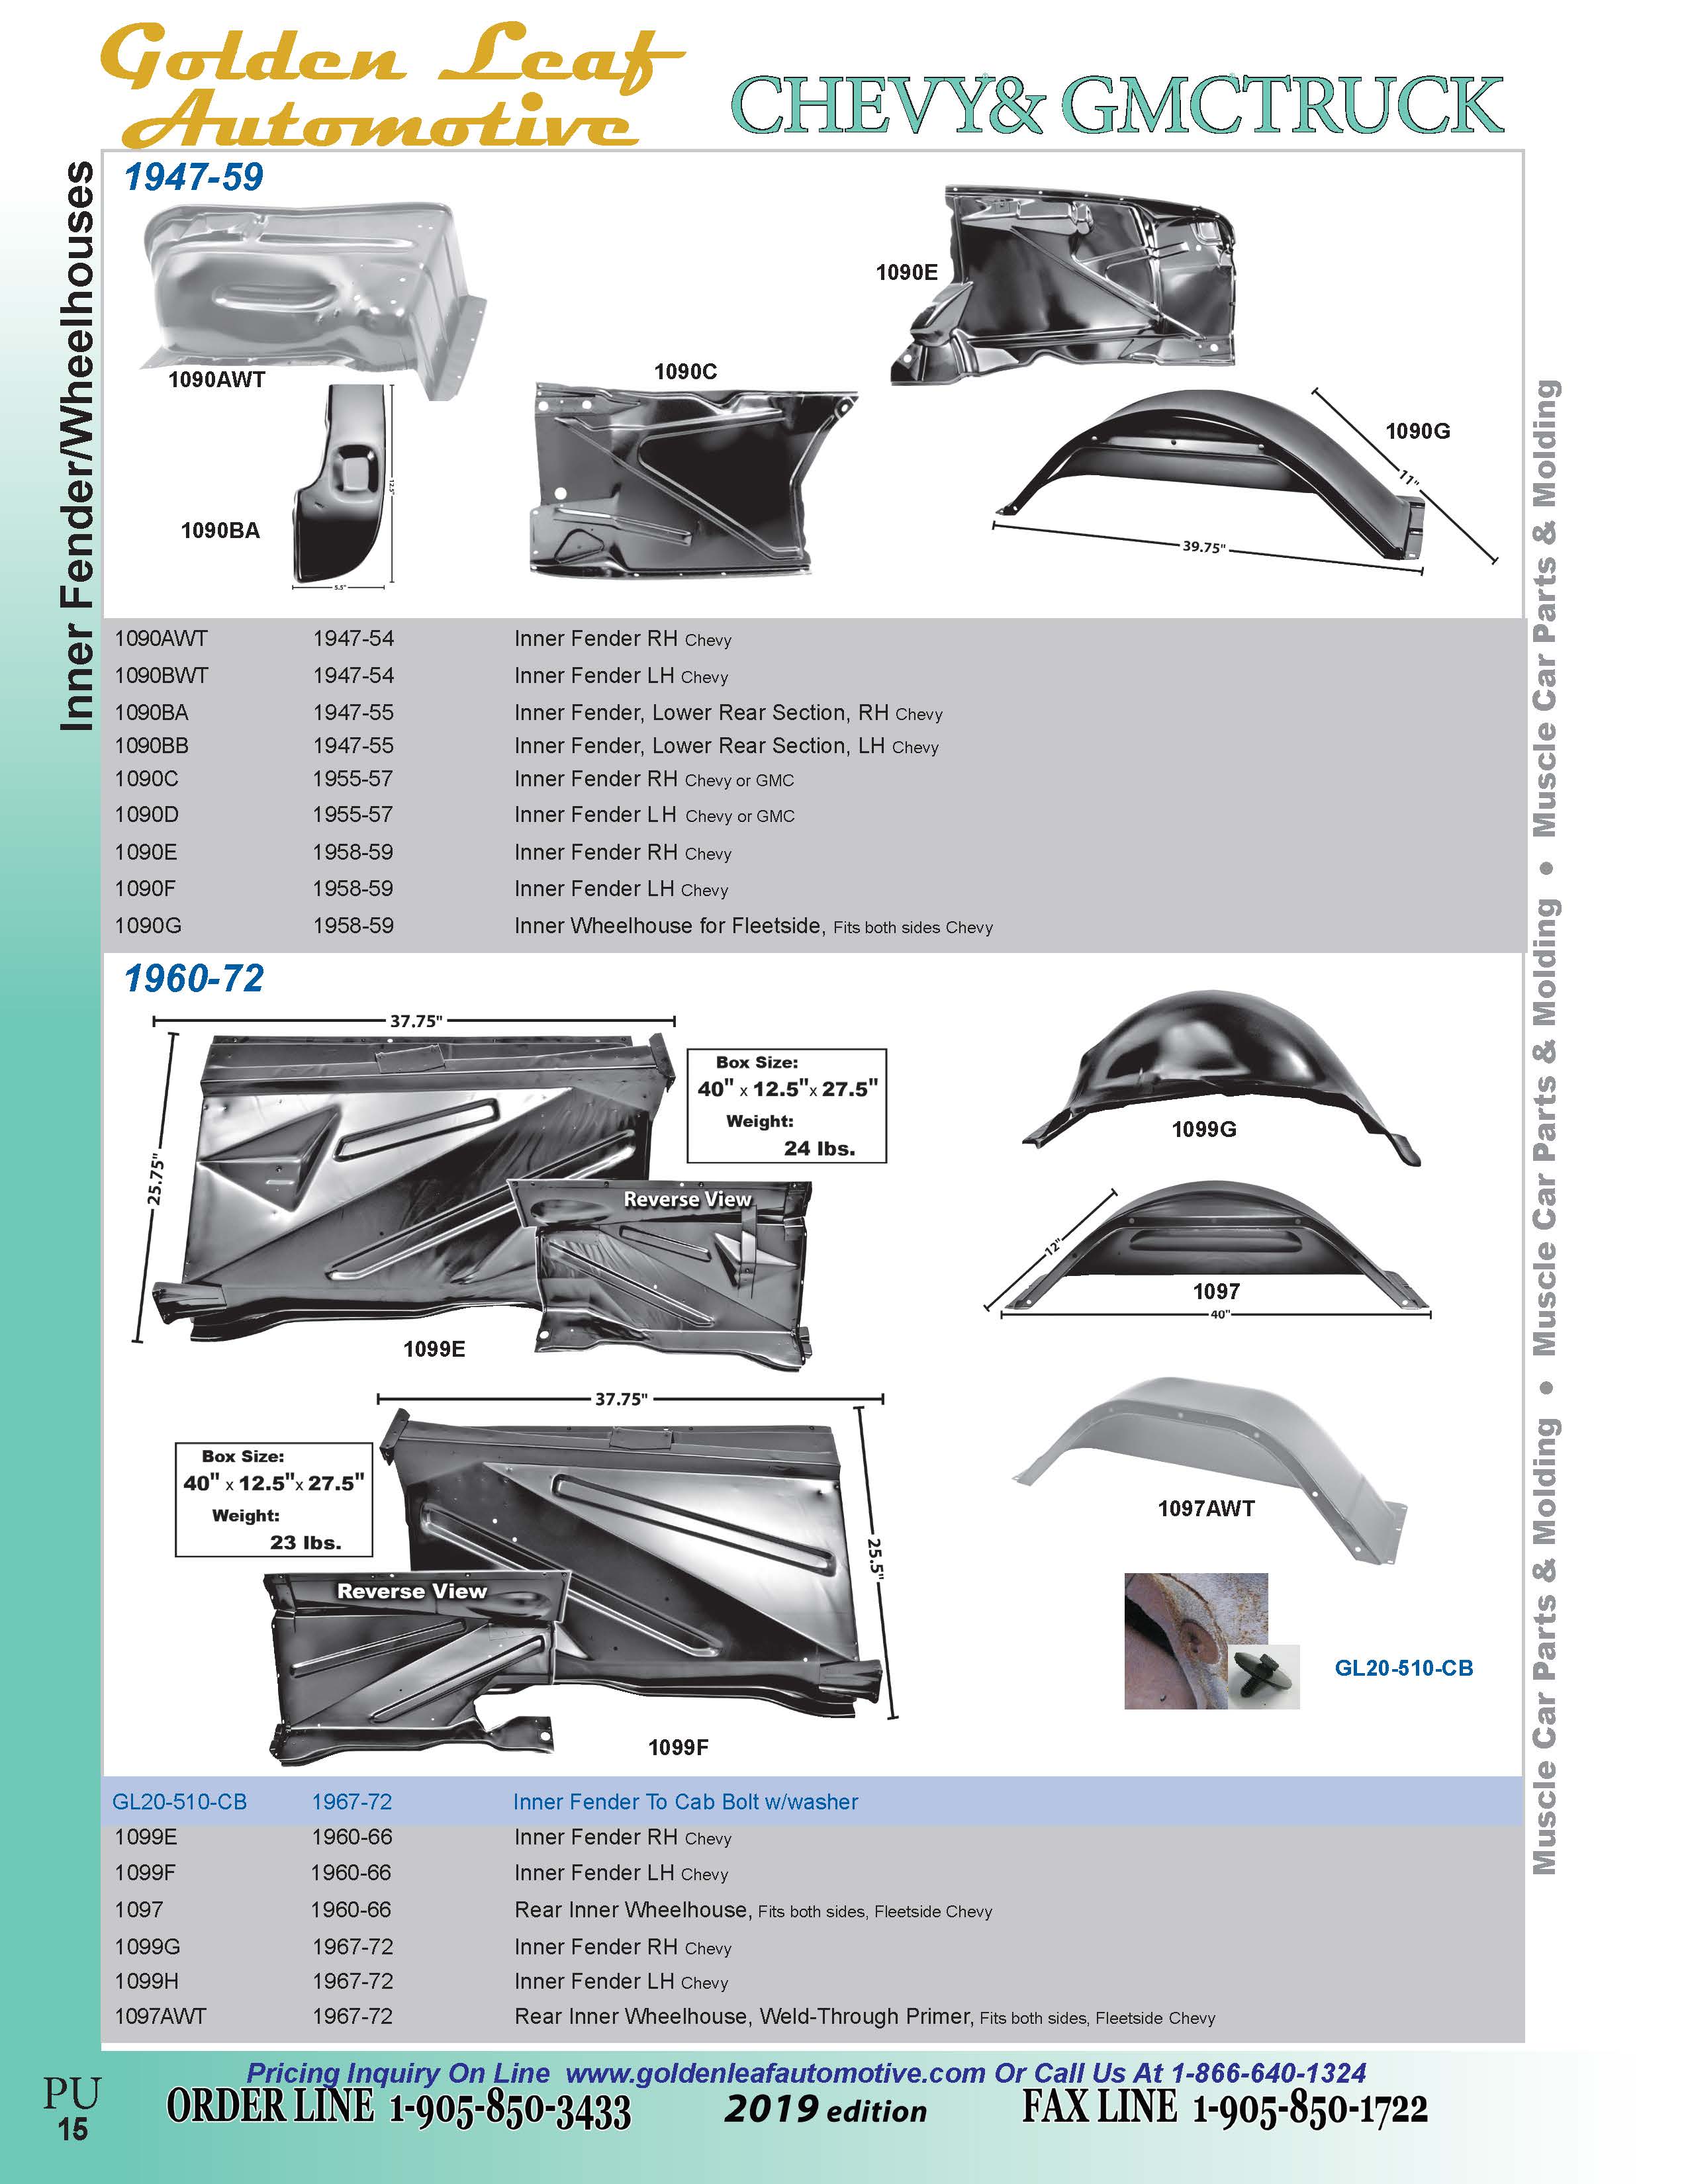 Golden Leaf
Automotive
CHEVY & GMC TRUCK
Inner Fender/Wheelhouses
1947-59
1090AWT
1090BA
12.5"
5.5"
1090C
1090E
1090G
11"
39.75"
1090AWT 1947-54 Inner Fender RH Chevy
1090BWT 1947-54 Inner Fender LH Chevy
1090BA 1947-55 Inner Fender, Lower Rear Section, RH Chevy
1090BB 1947-55 Inner Fender, Lower Rear Section, LH Chevy
1090C 1955-57 Inner Fender RH Chevy or GMC
1090D 1955-57 Inner Fender LH Chevy or GMC
1090E 1958-59 Inner Fender RH Chevy
1090F 1958-59 Inner Fender LH Chevy
1090G 1958-59 Inner Wheelhouse for Fleetside, Fits both sides Chevy
1960-72
37.75"
25.75"
Box Size:
40" x 12.5"x 27.5"
Weight:
24 lbs.
Reverse View
1099E
1099G
12"
1097
40"
37.75"
25.5"
Box Size:
40" x 12.5"x 27.5"
Weight:
23 lbs.
Reverse View
1099F
1097AWT
GL20-510-CB
GL20-510-CB 1967-72 Inner Fender To Cab Bolt w/washer
1099E 1960-66 Inner Fender RH Chevy
1099F 1960-66 Inner Fender LH Chevy
1097 1960-66 Rear Inner Wheelhouse, Fits both sides, Fleetside Chevy
1099G 1967-72 Inner Fender RH Chevy
1099H 1967-72 Inner Fender LH Chevy
1097AWT 1967-72 Rear Inner Wheelhouse, Weld-Through Primer, Fits both sides, Fleetside Chevy
Muscle Car Parts & Molding • Muscle Car Parts & Molding • Muscle Car Parts & Molding
Pricing Inquiry On Line www.goldenleafautomotive.com Or Call Us At 1-866-640-1324
PU
15
ORDER LINE 1-905-850-3433
2019 edition
FAX LINE 1-905-850-1722